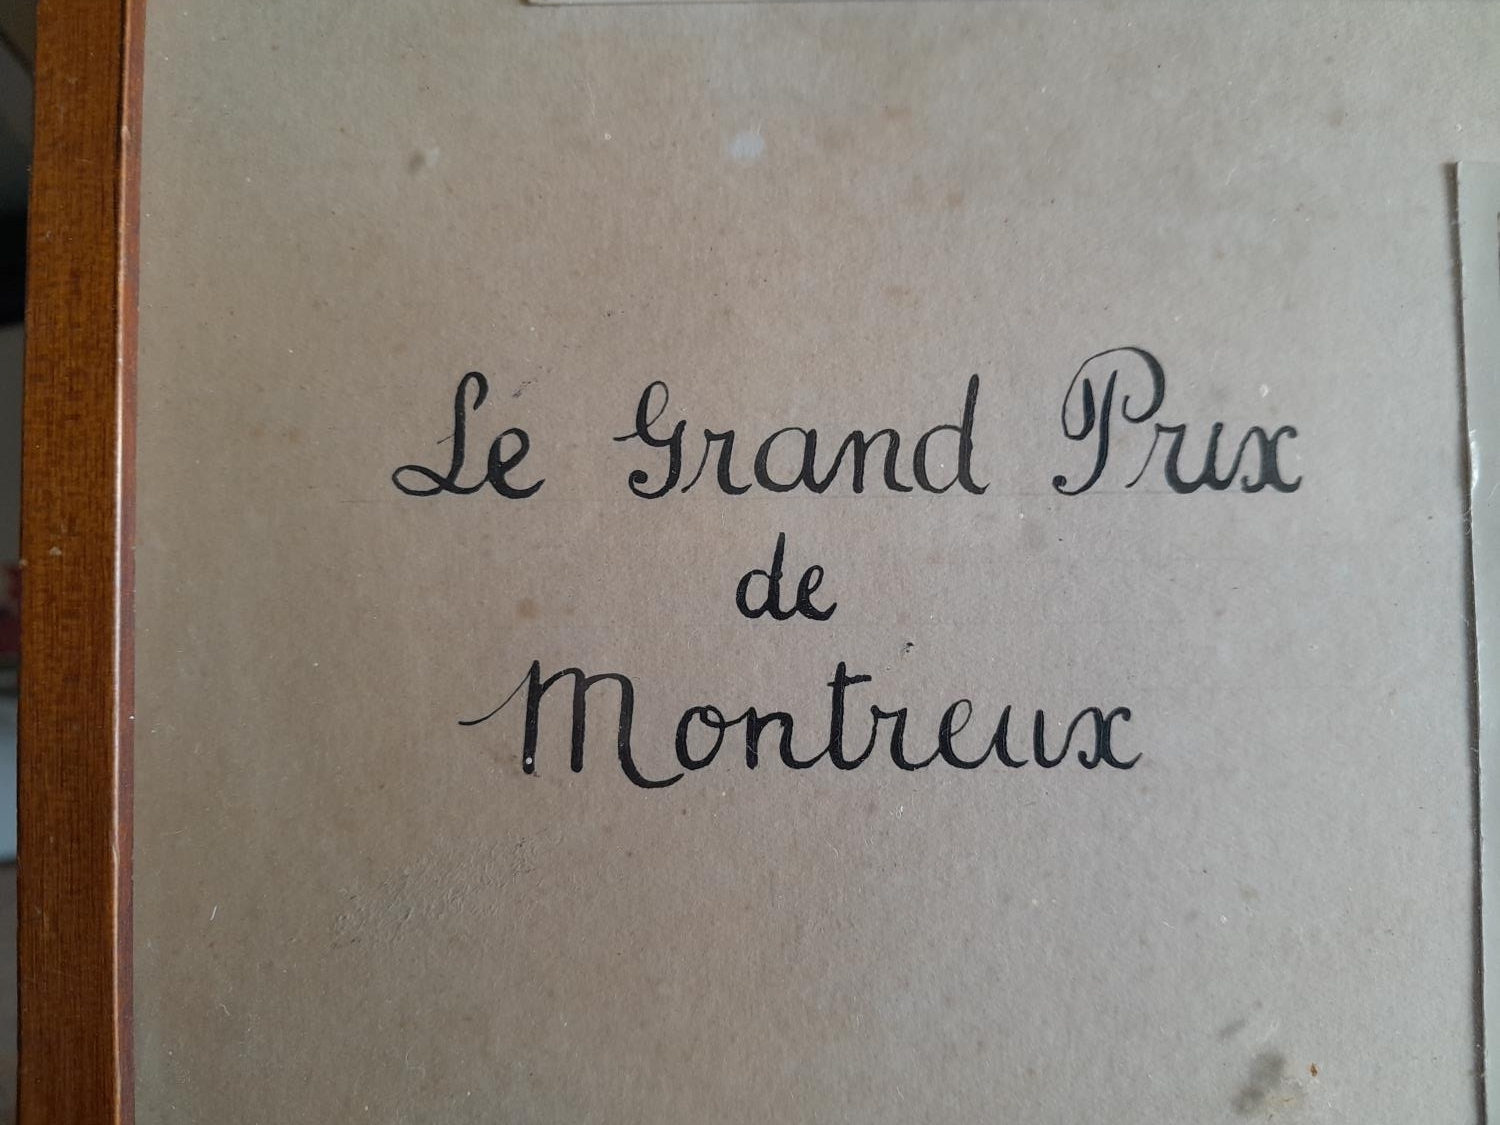 Le Grand Prix
de
Montreux